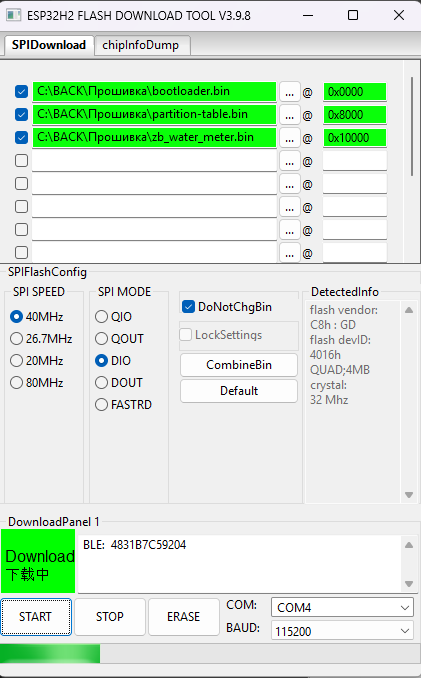 ESP32H2 FLASH DOWNLOAD TOOL V3.9.8
SPIDownload chipInfoDump
C:\BACK\Прошивка\bootloader.bin ... @ 0x0000
C:\BACK\Прошивка\partition-table.bin ... @ 0x8000
C:\BACK\Прошивка\zb_water_meter.bin ... @ 0x10000
... @
... @
... @
... @
... @
SPIFlashConfig
SPI SPEED
40MHz
26.7MHz
20MHz
80MHz
SPI MODE
QIO
QOUT
DIO
DOUT
FASTRD
DoNotChgBin
LockSettings
CombineBin
Default
DetectedInfo
flash vendor:
C8h : GD
flash devID:
4016h
QUAD;4MB
crystal:
32 Mhz
DownloadPanel 1
Download
下载中
BLE: 4831B7C59204
START STOP ERASE
COM: COM4
BAUD: 115200